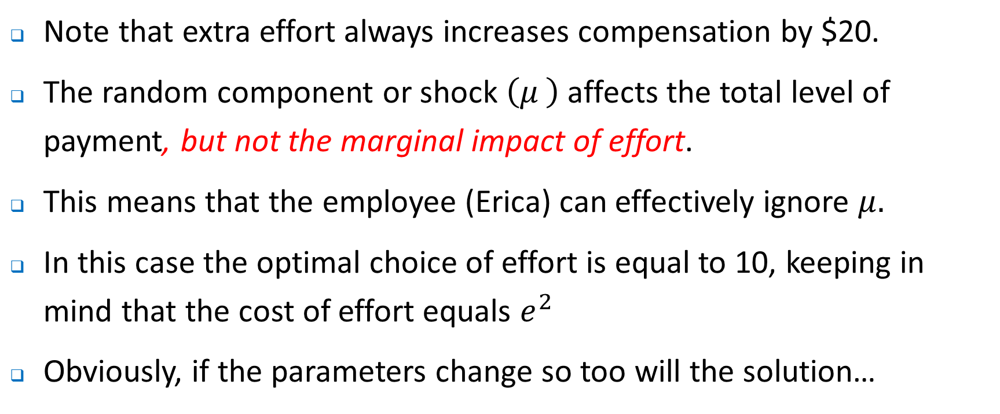 ❑ Note that extra effort always increases compensation by $20.
❑ The random component or shock (μ ) affects the total level of
payment, but not the marginal impact of effort.
❑ This means that the employee (Erica) can effectively ignore μ.
❑ In this case the optimal choice of effort is equal to 10, keeping in
mind that the cost of effort equals e²
❑ Obviously, if the parameters change so too will the solution...